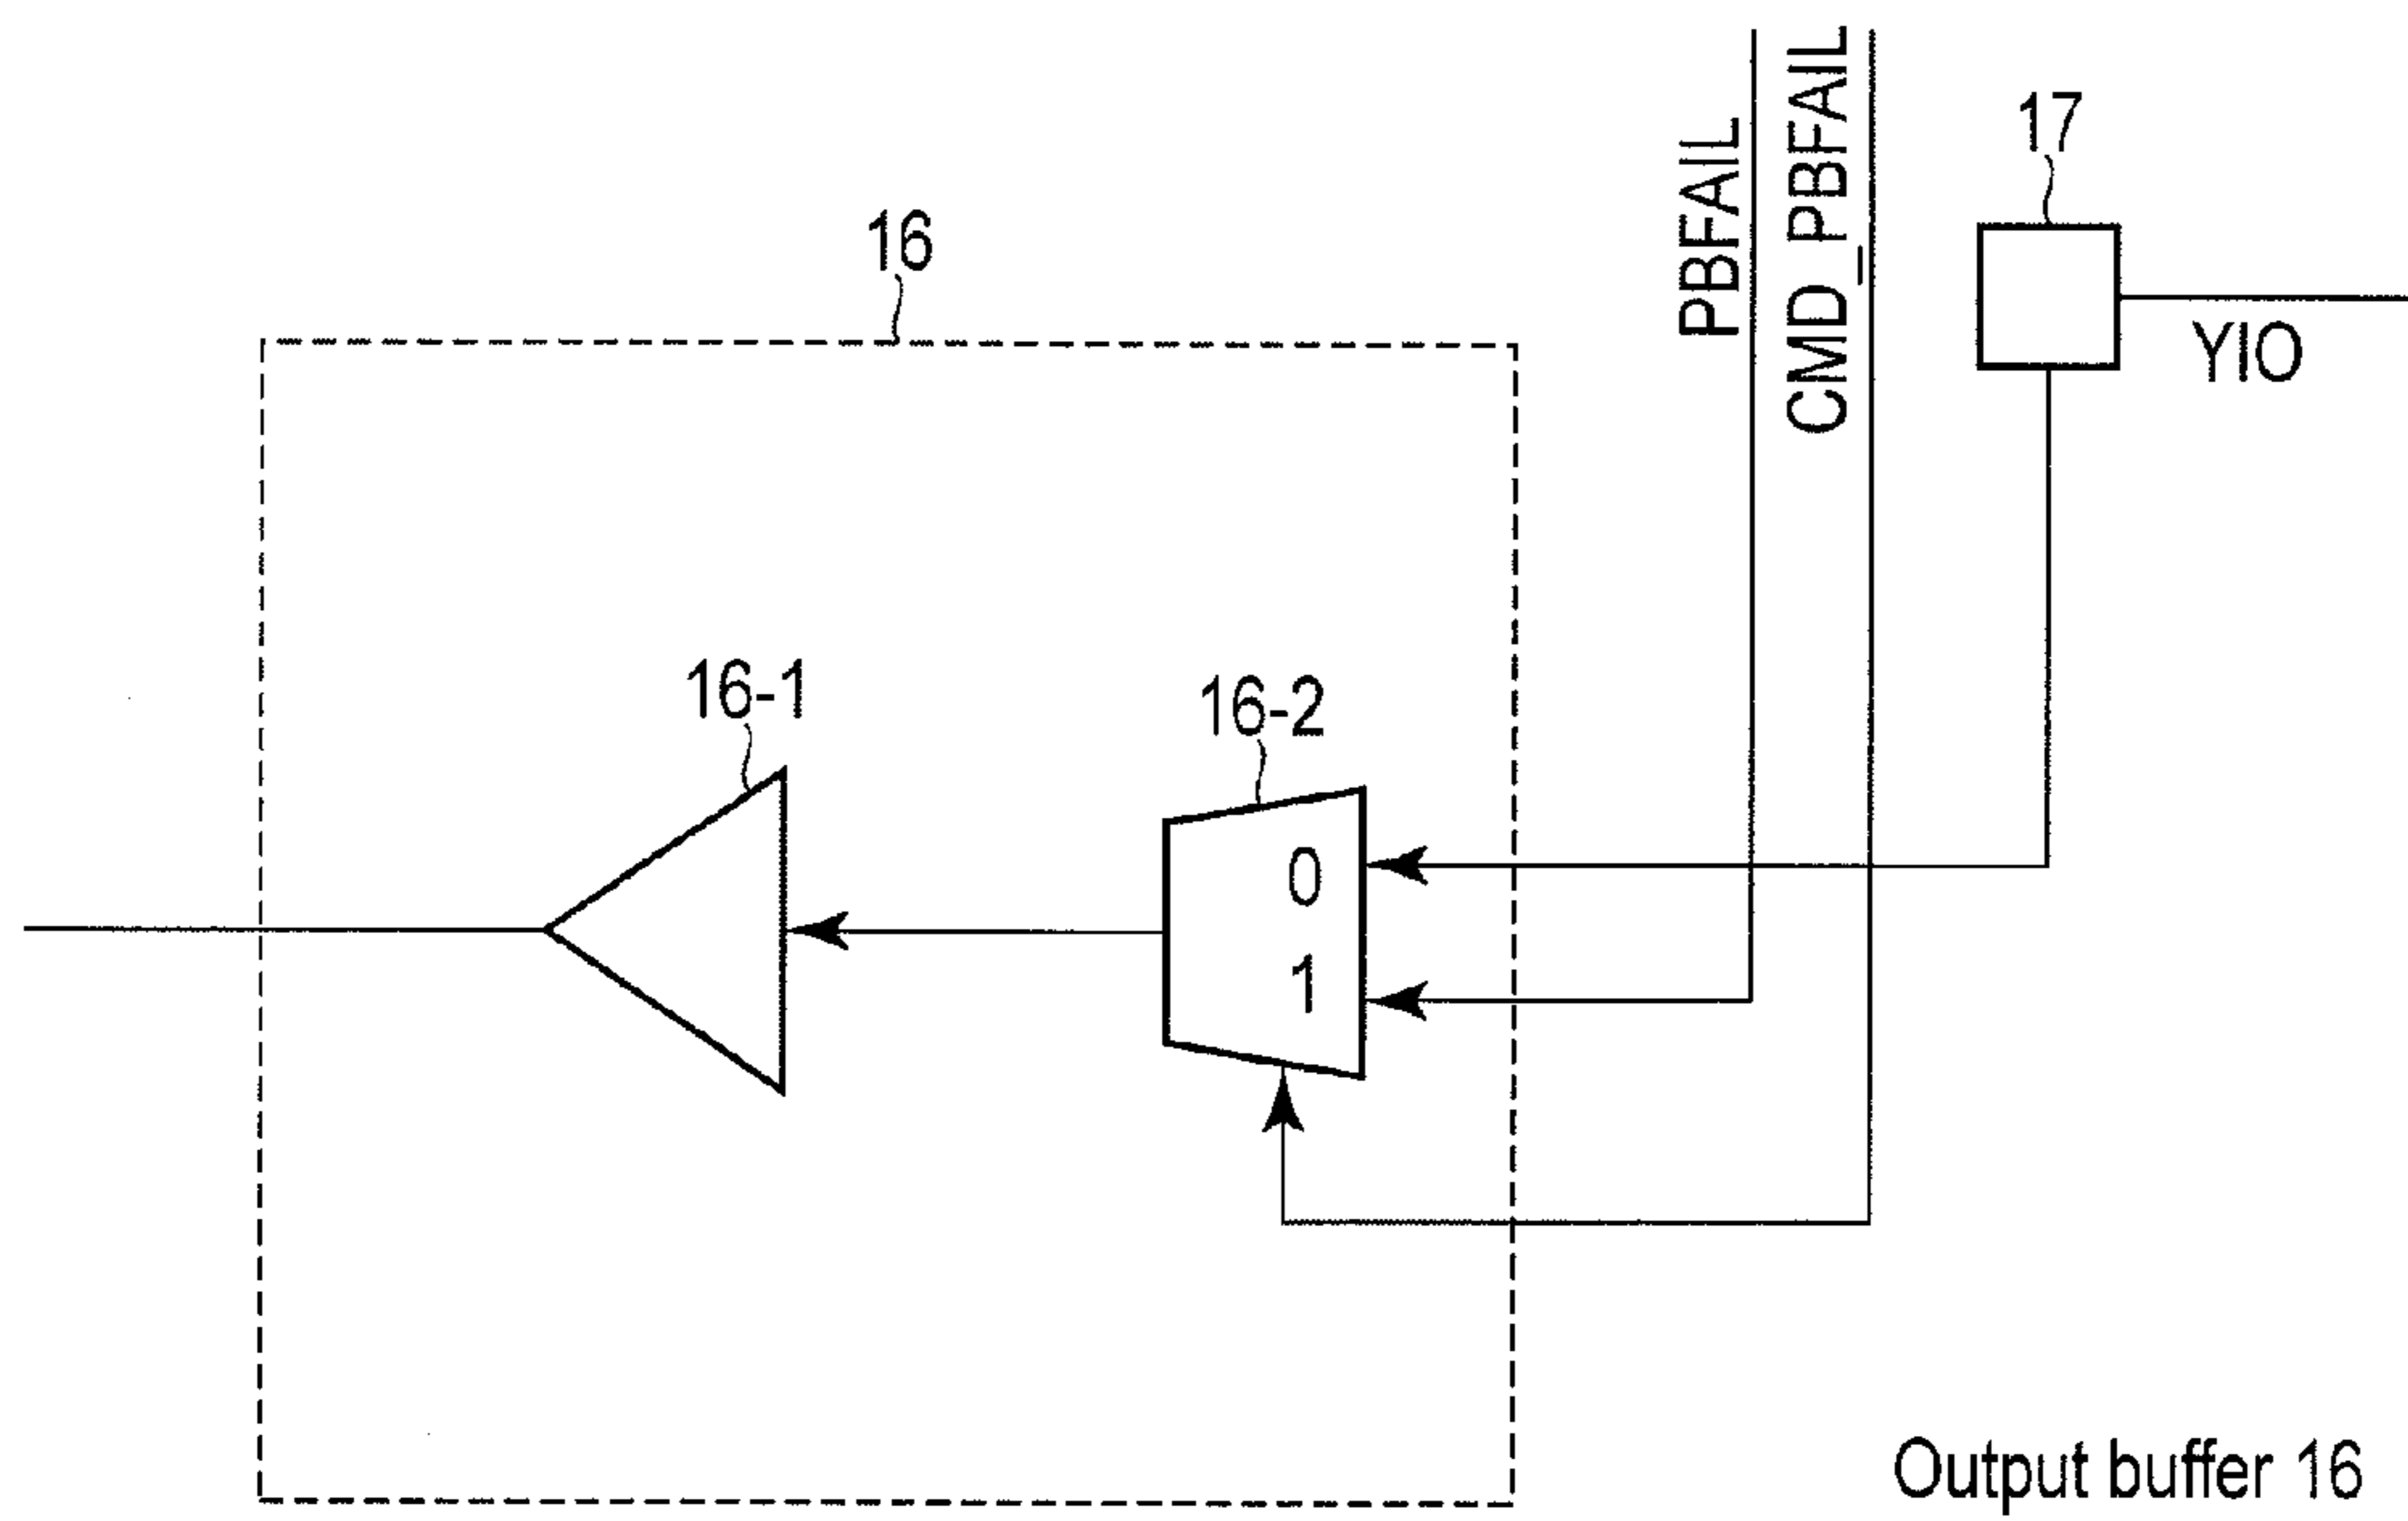 PBFAIL
CMD_PBFAIL
17
YIO
16
16-1
16-2
0
1
Output buffer 16